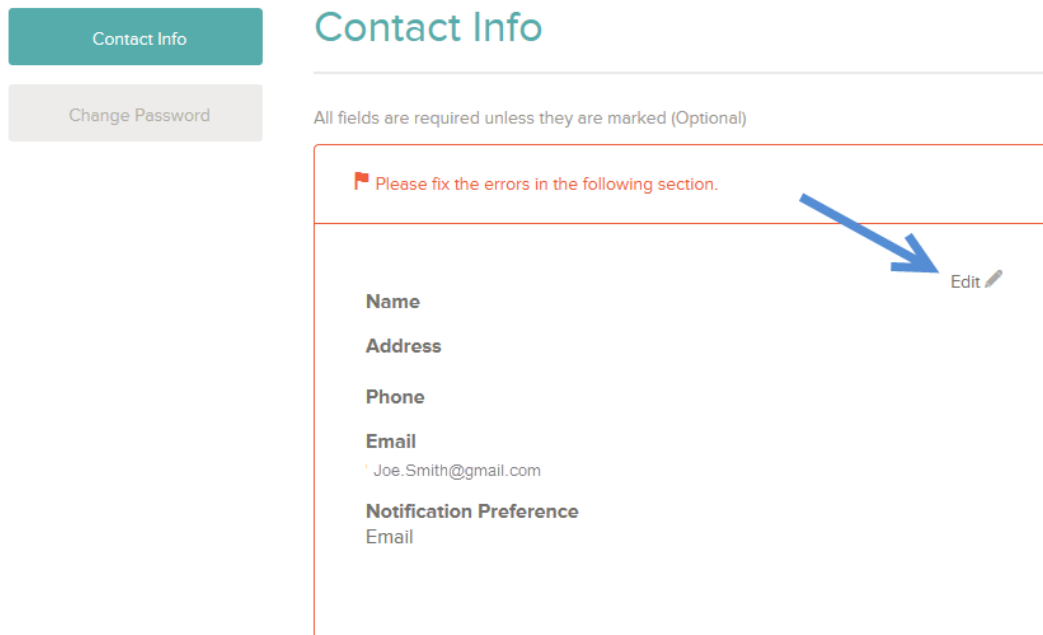 Contact Info
Change Password
Contact Info
All fields are required unless they are marked (Optional)
Please fix the errors in the following section.
Edit
Name
Address
Phone
Email
Joe.Smith@gmail.com
Notification Preference
Email